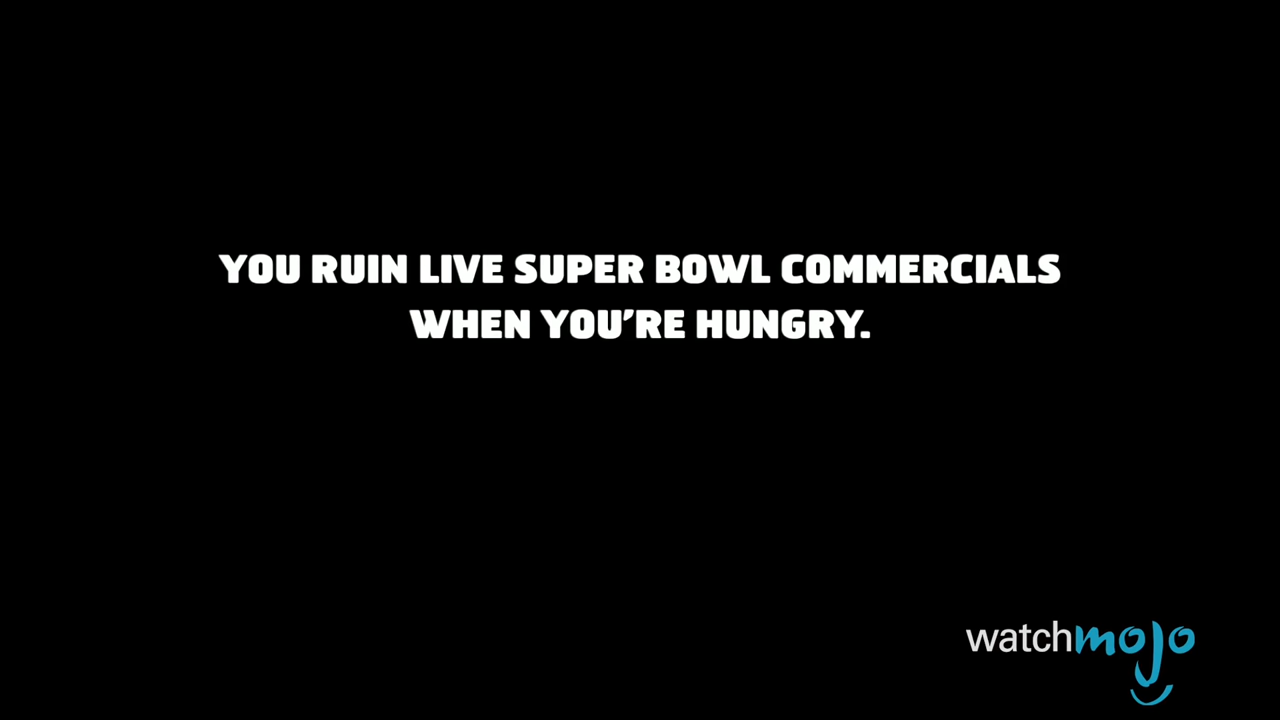 YOU RUIN LIVE SUPER BOWL COMMERCIALS
WHEN YOU'RE HUNGRY.
watchmojo